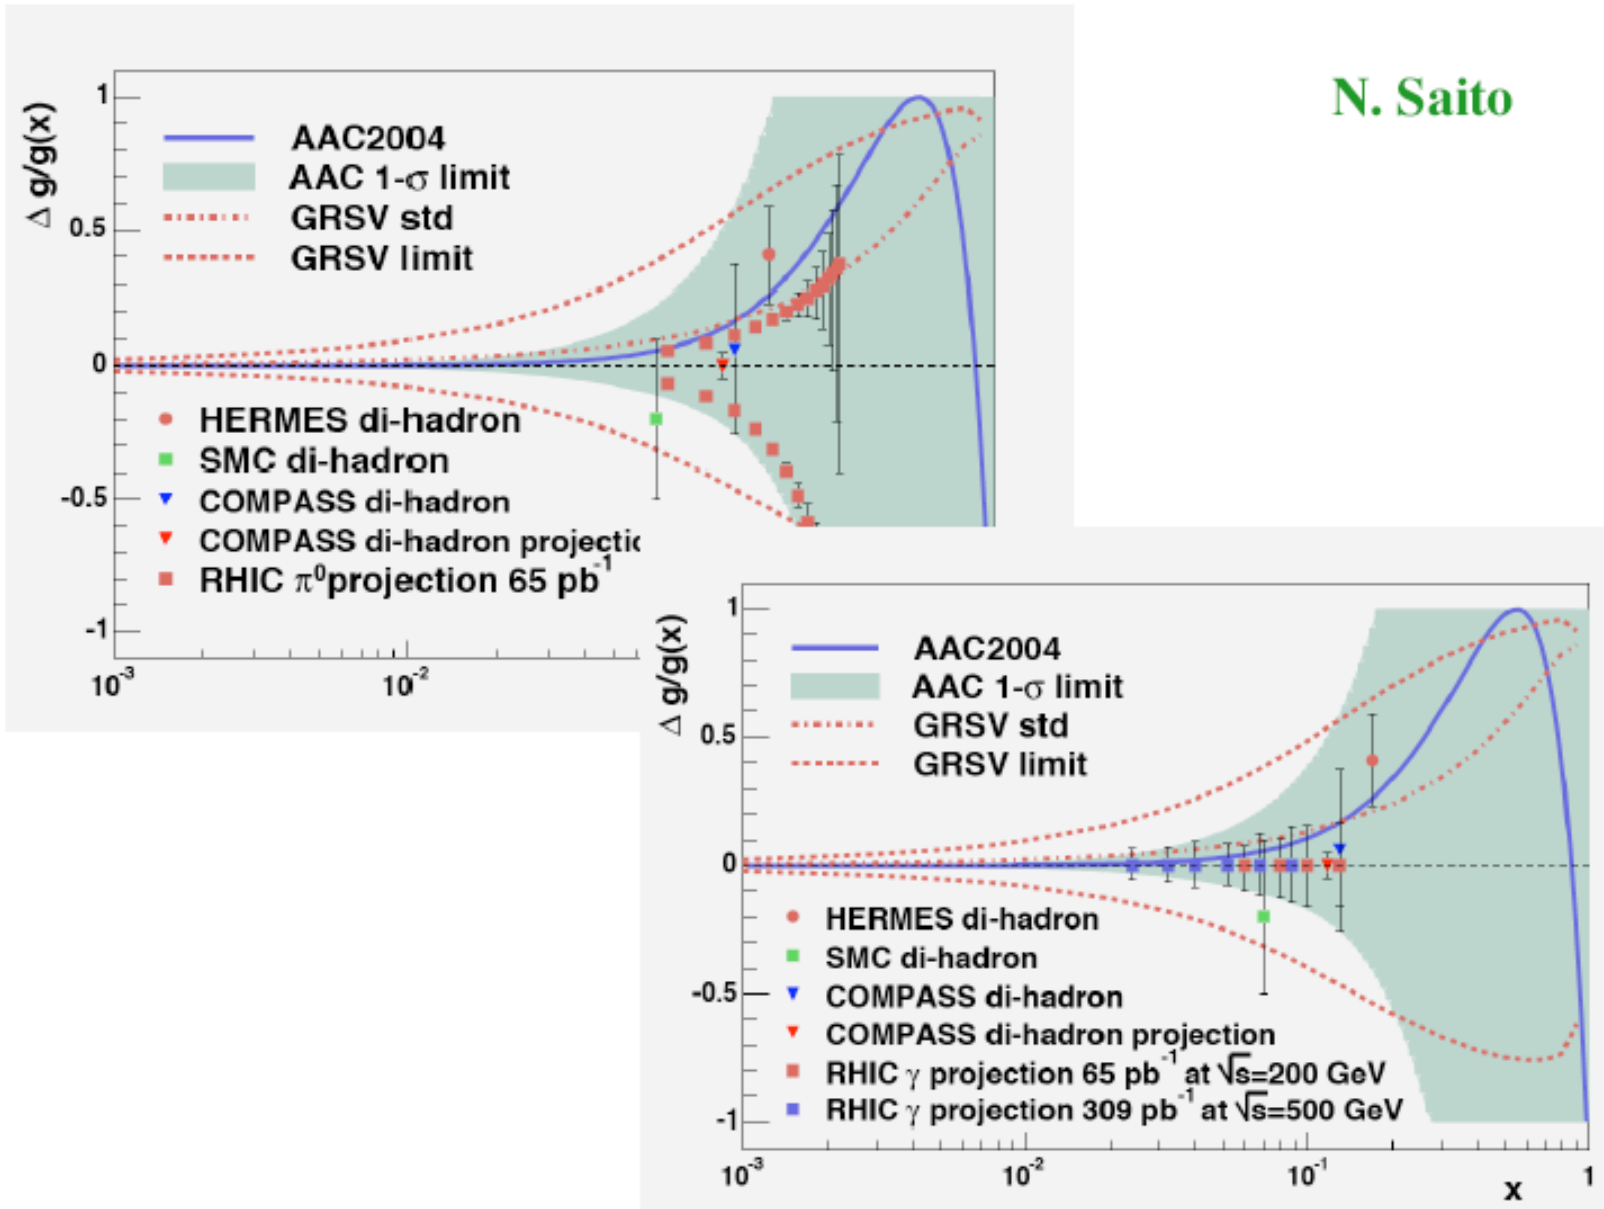 N. Saito
Δ g/g(x)
1
0.5
0
-0.5
-1
AAC2004
AAC 1-σ limit
GRSV std
GRSV limit
HERMES di-hadron
SMC di-hadron
COMPASS di-hadron
COMPASS di-hadron projectio
RHIC π⁰projection 65 pb⁻¹
10⁻³
10⁻²
Δ g/g(x)
1
0.5
0
-0.5
-1
AAC2004
AAC 1-σ limit
GRSV std
GRSV limit
HERMES di-hadron
SMC di-hadron
COMPASS di-hadron
COMPASS di-hadron projection
RHIC γ projection 65 pb⁻¹ at √s=200 GeV
RHIC γ projection 309 pb⁻¹ at √s=500 GeV
10⁻³
10⁻²
10⁻¹
1
x